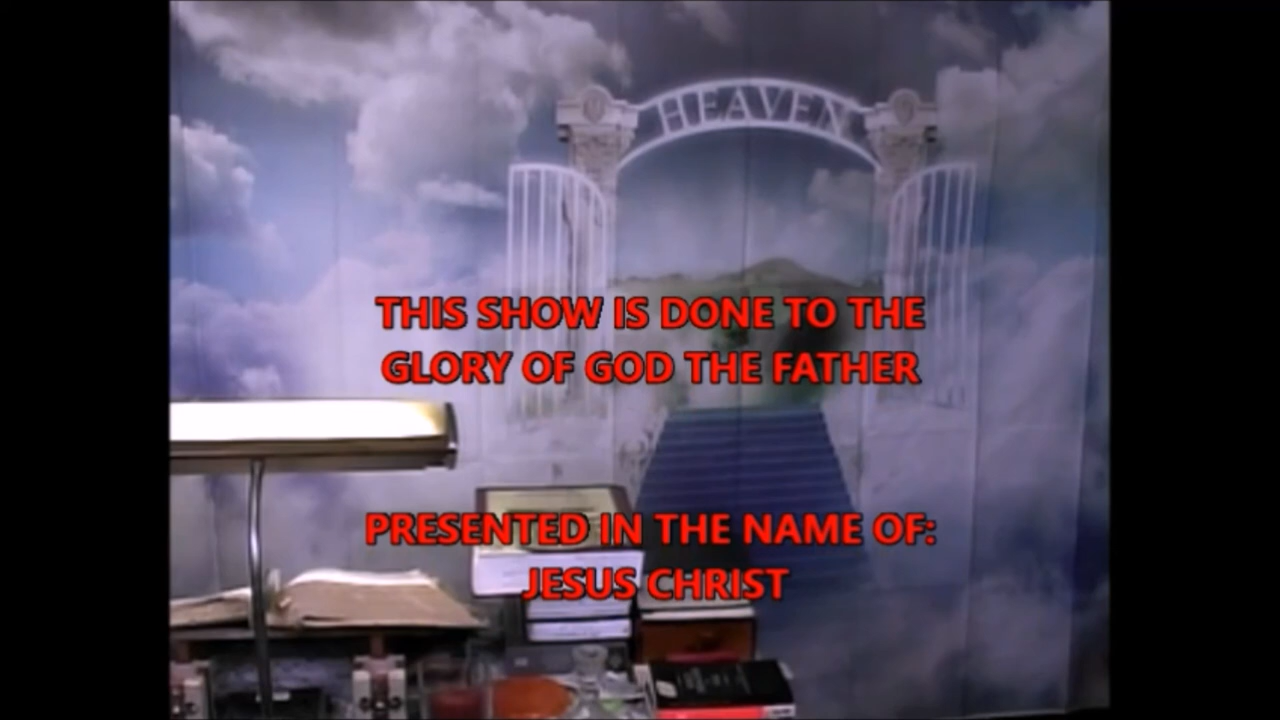 HEAVEN
THIS SHOW IS DONE TO THE
GLORY OF GOD THE FATHER
PRESENTED IN THE NAME OF:
JESUS CHRIST